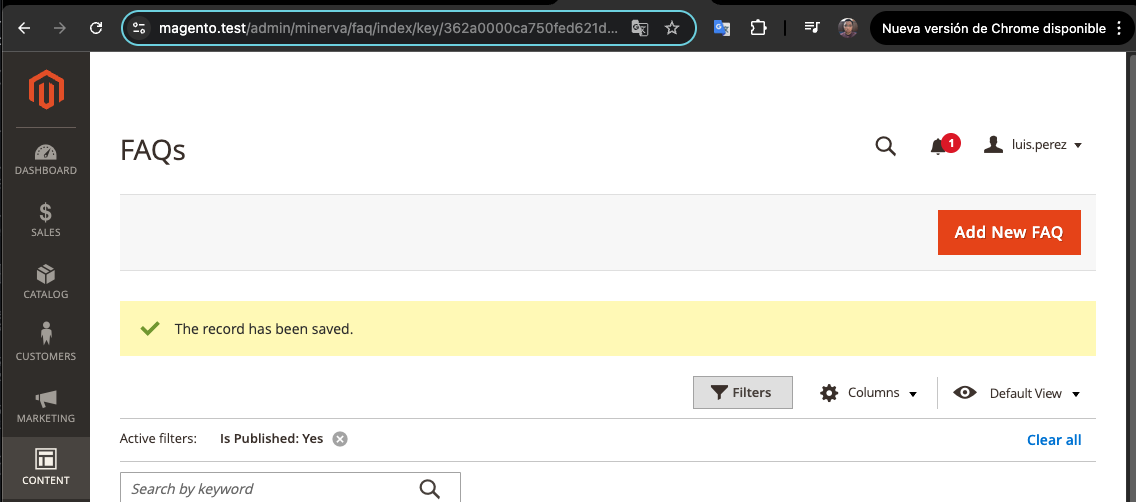 magento.test/admin/minerva/faq/index/key/362a0000ca750fed621d...
Nueva versión de Chrome disponible
FAQs
1
luis.perez
DASHBOARD
SALES
CATALOG
CUSTOMERS
MARKETING
CONTENT
Add New FAQ
The record has been saved.
Filters
Columns
Default View
Active filters:
Is Published: Yes
Clear all
Search by keyword